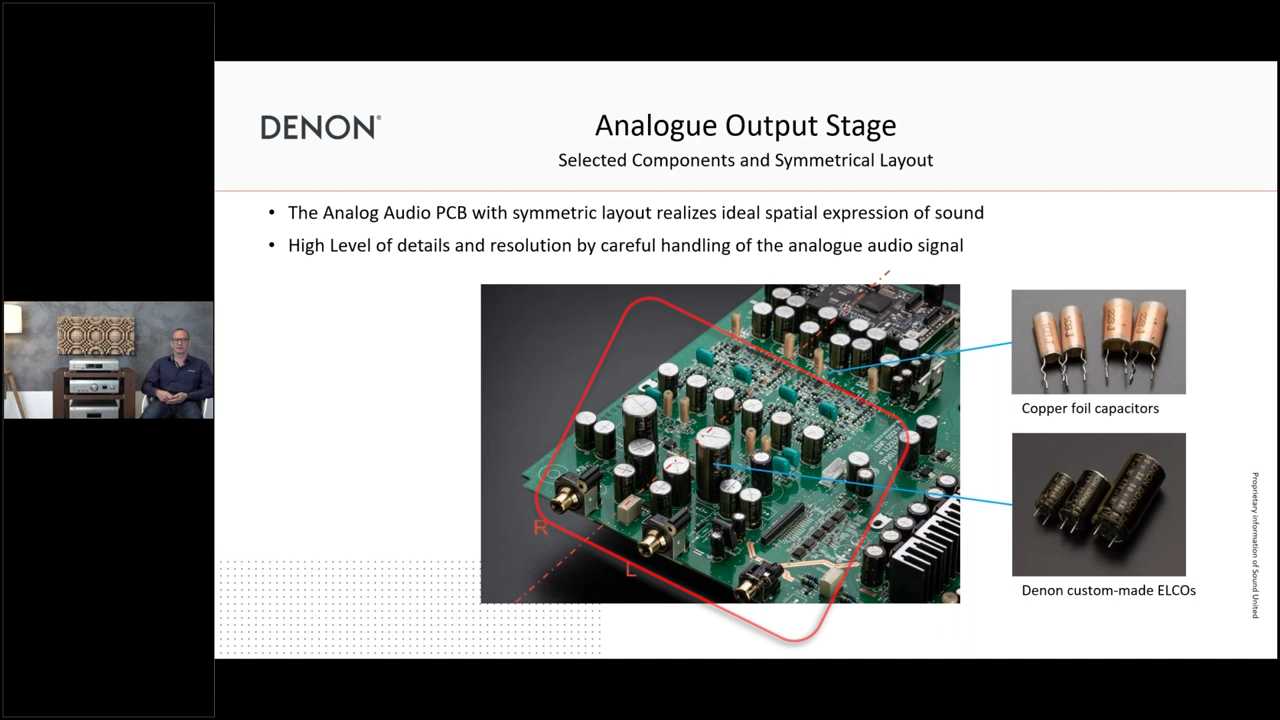 DENON®
Analogue Output Stage
Selected Components and Symmetrical Layout
• The Analog Audio PCB with symmetric layout realizes ideal spatial expression of sound
• High Level of details and resolution by careful handling of the analogue audio signal
R
L
Copper foil capacitors
Denon custom-made ELCOs
Proprietary information of Sound United